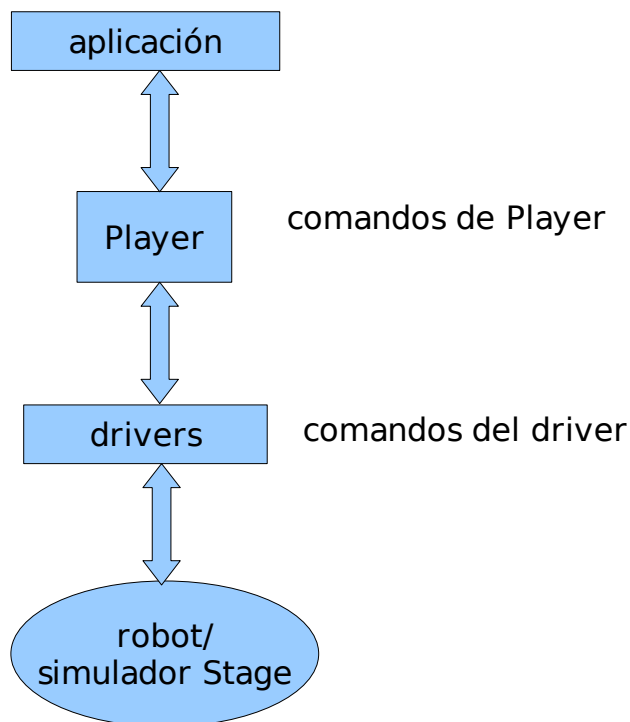 aplicación
Player
comandos de Player
drivers
comandos del driver
robot/
simulador Stage